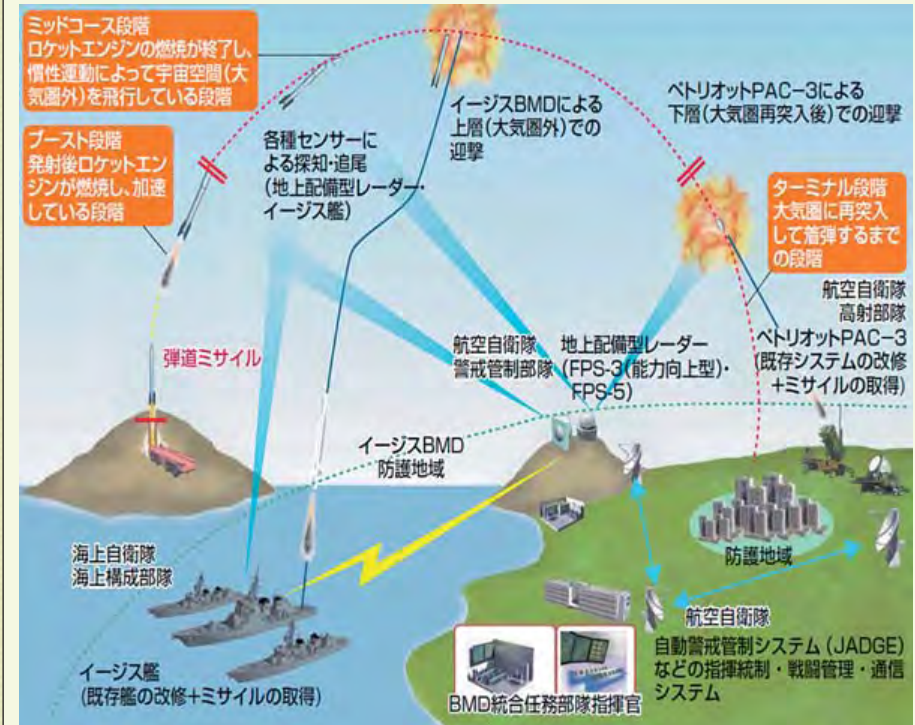 ミッドコース段階
ロケットエンジンの燃焼が終了し、
慣性運動によって宇宙空間(大
気圏外)を飛行している段階
ブースト段階
発射後ロケットエン
ジンが燃焼し、加速
している段階
各種センサーに
よる探知・追尾
(地上配備型レーダー・
イージス艦)
イージスBMDによる
上層(大気圏外)での
迎撃
ペトリオットPAC-3による
下層(大気圏再突入後)での迎撃
ターミナル段階
大気圏に再突入
して着弾するまで
の段階
弾道ミサイル
航空自衛隊
警戒管制部隊
地上配備型レーダー
(FPS-3(能力向上型)・
FPS-5)
航空自衛隊
高射部隊
ペトリオットPAC-3
(既存システムの改修
+ミサイルの取得)
イージスBMD
防護地域
海上自衛隊
海上構成部隊
防護地域
イージス艦
(既存艦の改修+ミサイルの取得)
BMD統合任務部隊指揮官
航空自衛隊
自動警戒管制システム(JADGE)
などの指揮統制・戦闘管理・通信
システム